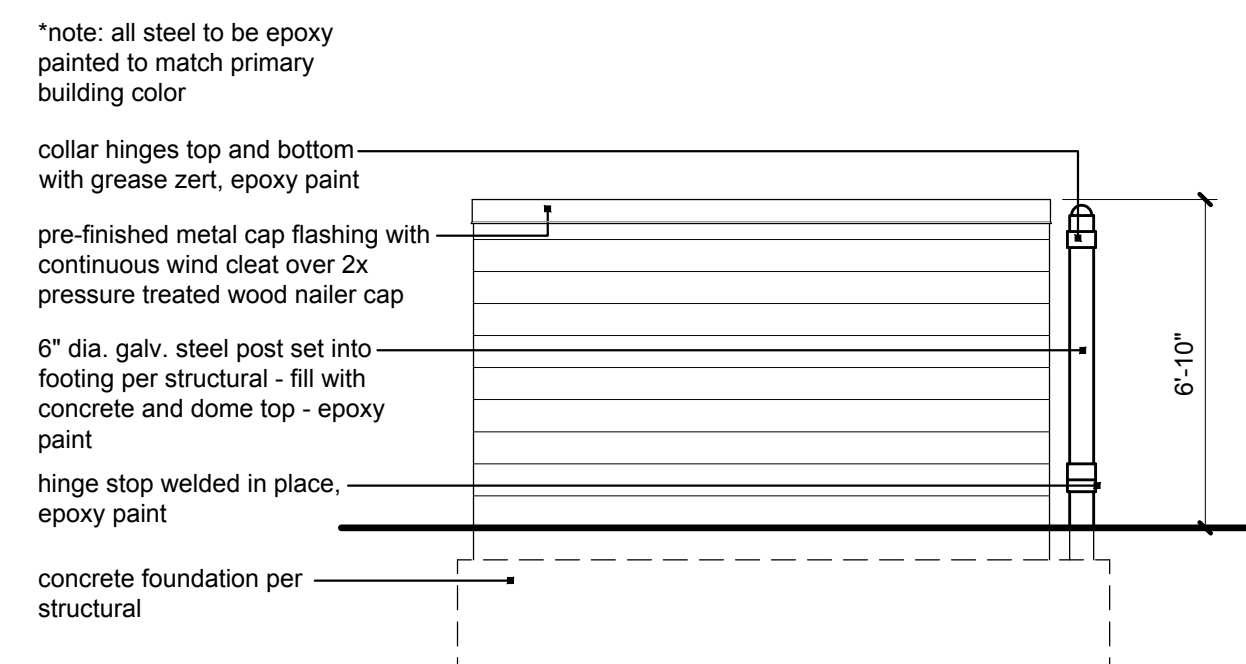 *note: all steel to be epoxy
painted to match primary
building color
collar hinges top and bottom
with grease zert, epoxy paint
pre-finished metal cap flashing with
continuous wind cleat over 2x
pressure treated wood nailer cap
6" dia. galv. steel post set into
footing per structural - fill with
concrete and dome top - epoxy
paint
hinge stop welded in place,
epoxy paint
concrete foundation per
structural
6'-10"